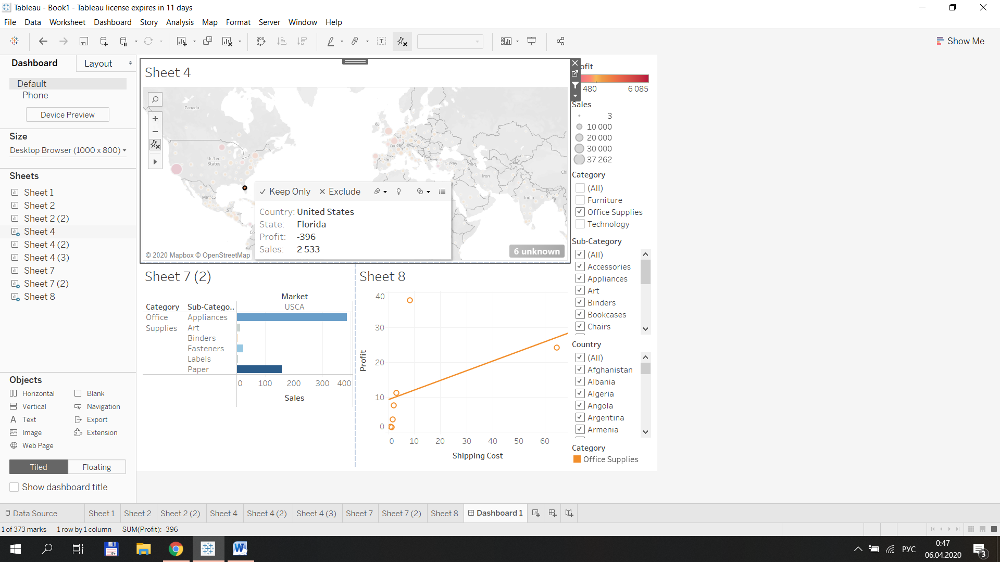 Tableau - Book1 - Tableau license expires in 11 days
File Data Worksheet Dashboard Story Analysis Map Format Server Window Help
Show Me
Dashboard Layout
Default
Phone
Device Preview
Size
Desktop Browser (1000 x 800)
Sheets
Sheet 1
Sheet 2
Sheet 2 (2)
Sheet 4
Sheet 4 (2)
Sheet 4 (3)
Sheet 7
Sheet 7 (2)
Sheet 8
Objects
Horizontal Blank
Vertical Navigation
Text Export
Image Extension
Web Page
Tiled Floating
Show dashboard title
Sheet 4
Canada
United
States
Spain
Turkey
Iran
India
Keep Only Exclude
Country: United States
State: Florida
Profit: -396
Sales: 2 533
© 2020 Mapbox © OpenStreetMap
6 unknown
Sheet 7 (2)
Market
Category Sub-Catego.. USCA
Office Appliances
Supplies Art
Binders
Fasteners
Labels
Paper
0 100 200 300 400
Sales
Sheet 8
40
30
20
10
0
Profit
0 10 20 30 40 50 60
Shipping Cost
ofit
480 6 085
Sales
3
10 000
20 000
30 000
37 262
Category
(All)
Furniture
Office Supplies
Technology
Sub-Category
(All)
Accessories
Appliances
Art
Binders
Bookcases
Chairs
Country
(All)
Afghanistan
Albania
Algeria
Angola
Argentina
Armenia
Category
Office Supplies
Data Source Sheet 1 Sheet 2 Sheet 2 (2) Sheet 4 Sheet 4 (2) Sheet 4 (3) Sheet 7 Sheet 7 (2) Sheet 8 Dashboard 1
1 of 373 marks 1 row by 1 column SUM(Profit): -396
64
W
РУС
0:47
06.04.2020
3